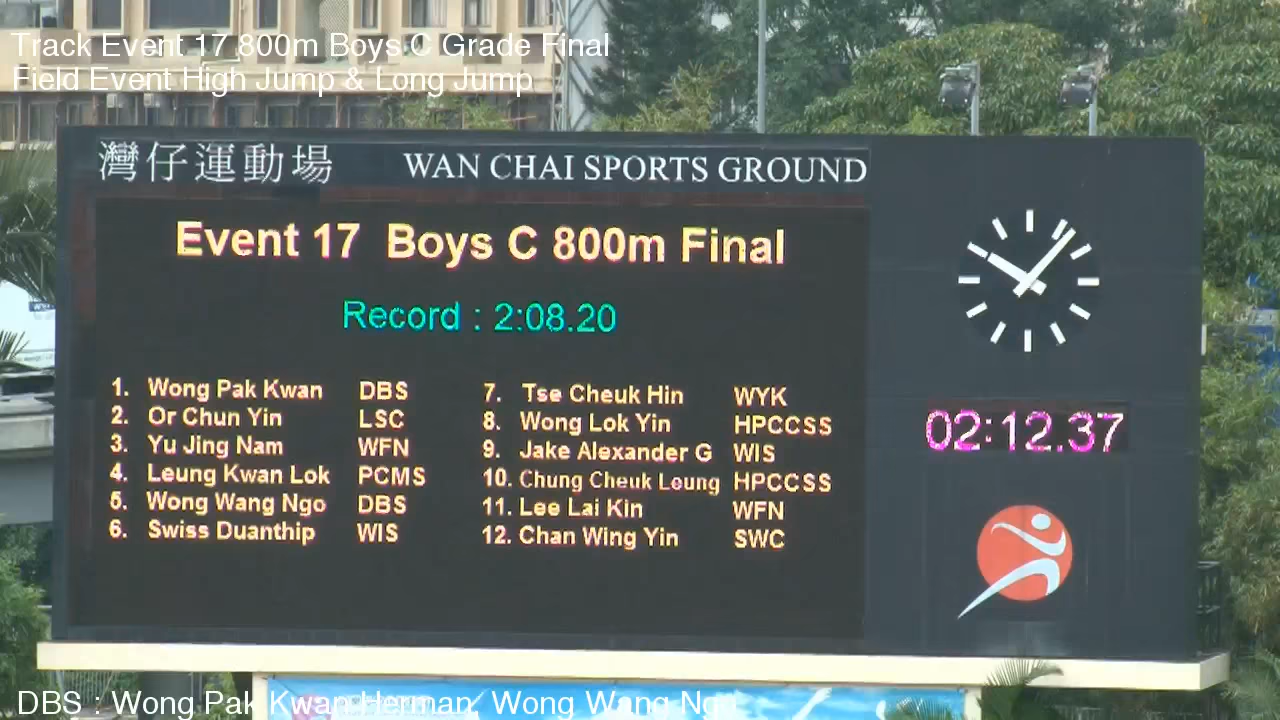 Track Event 17 800m Boys C Grade Final
Field Event High Jump & Long Jump
灣仔運動場 WAN CHAI SPORTS GROUND
Event 17 Boys C 800m Final
Record : 2:08.20
1. Wong Pak Kwan DBS
2. Or Chun Yin LSC
3. Yu Jing Nam WFN
4. Leung Kwan Lok PCMS
5. Wong Wang Ngo DBS
6. Swiss Duanthip WIS
7. Tse Cheuk Hin WYK
8. Wong Lok Yin HPCCSS
9. Jake Alexander G WIS
10. Chung Cheuk Leung HPCCSS
11. Lee Lai Kin WFN
12. Chan Wing Yin SWC
02:12.37
DBS : Wong Pak Kwan Herman, Wong Wang Ngo